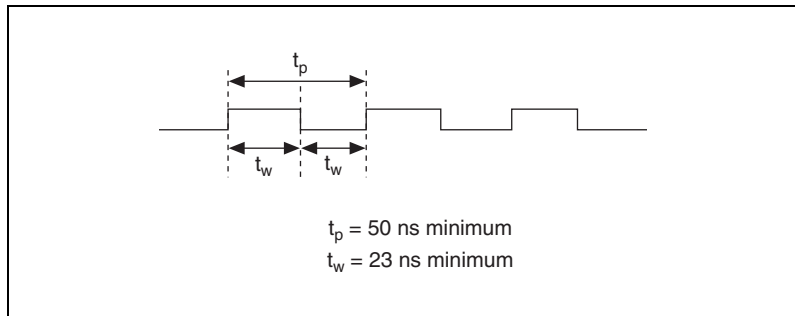 tp
tw tw
tp = 50 ns minimum
tw = 23 ns minimum